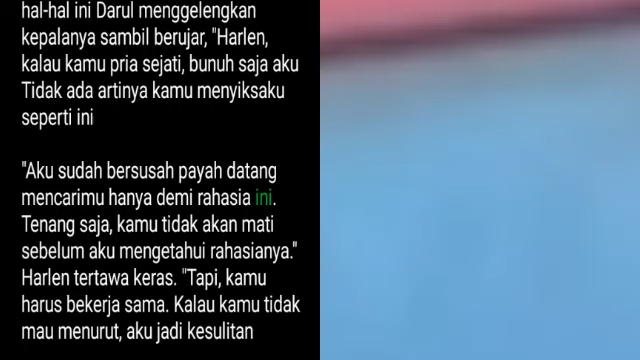 hal-hal ini Darul menggelengkan
kepalanya sambil berujar, "Harlen,
kalau kamu pria sejati, bunuh saja aku
Tidak ada artinya kamu menyiksaku
seperti ini
"Aku sudah bersusah payah datang
mencarimu hanya demi rahasia ini.
Tenang saja, kamu tidak akan mati
sebelum aku mengetahui rahasianya."
Harlen tertawa keras. "Tapi, kamu
harus bekerja sama. Kalau kamu tidak
mau menurut, aku jadi kesulitan